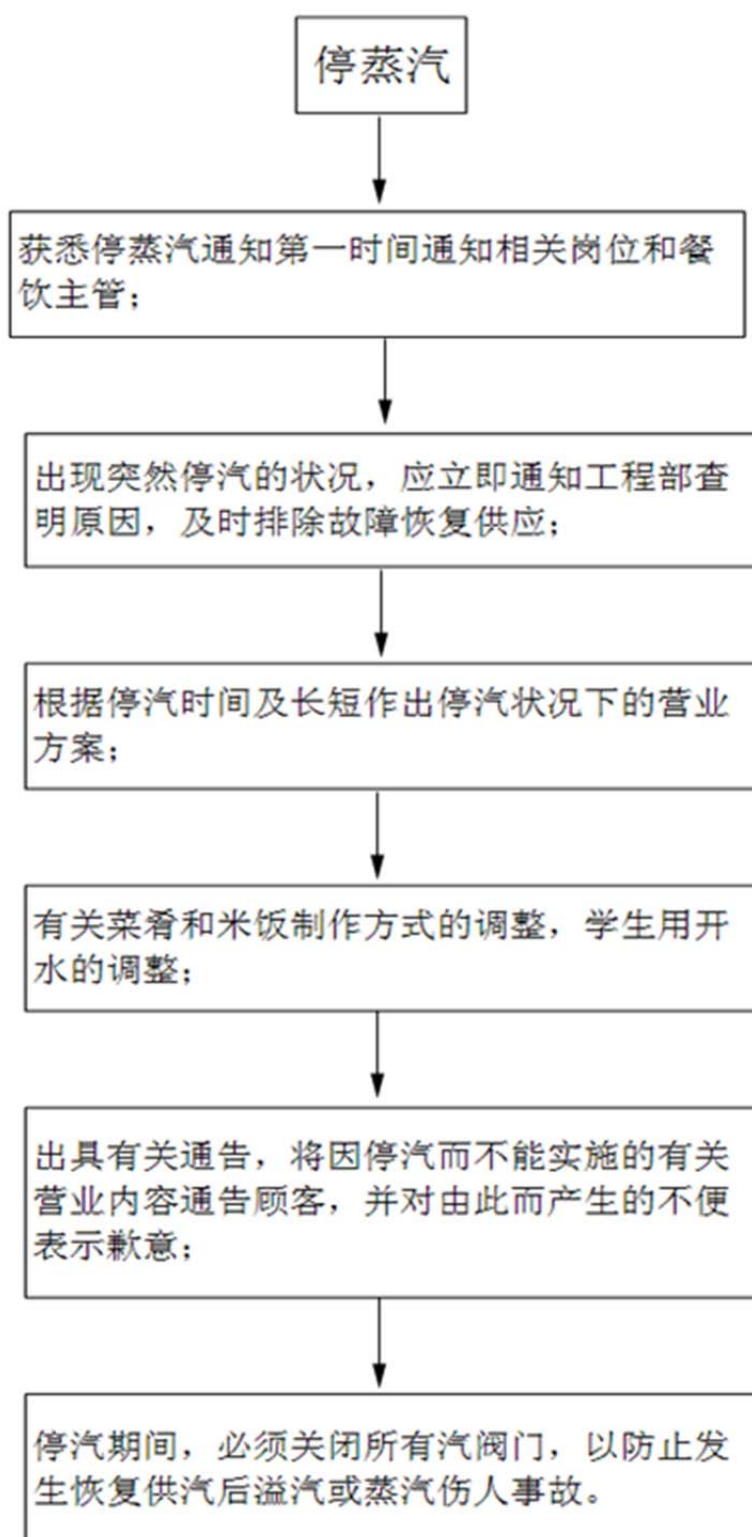 停蒸汽
获悉停蒸汽通知第一时间通知相关岗位和餐
饮主管；
出现突然停汽的状况，应立即通知工程部查
明原因，及时排除故障恢复供应；
根据停汽时间及长短作出停汽状况下的营业
方案；
有关菜肴和米饭制作方式的调整，学生用开
水的调整；
出具有关通告，将因停汽而不能实施的有关
营业内容通告顾客，并对由此而产生的不便
表示歉意；
停汽期间，必须关闭所有汽阀门，以防止发
生恢复供汽后溢汽或蒸汽伤人事故。